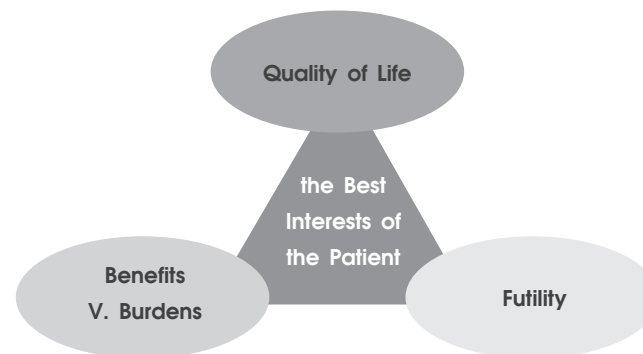 Quality of Life
the Best
Interests of
the Patient
Benefits
V. Burdens
Futility